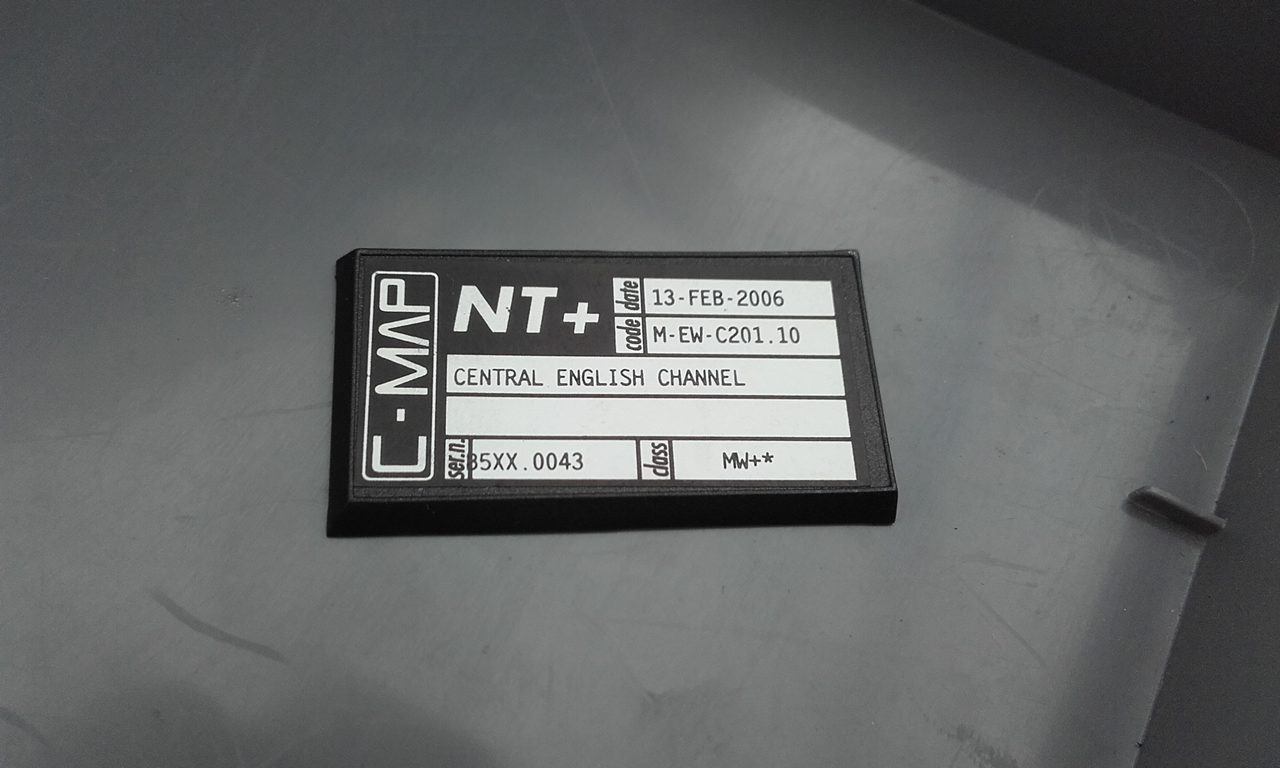 C-MAP
NT+
date 13-FEB-2006
code M-EW-C201.10
CENTRAL ENGLISH CHANNEL
ser.n. B5XX.0043
class MW+*